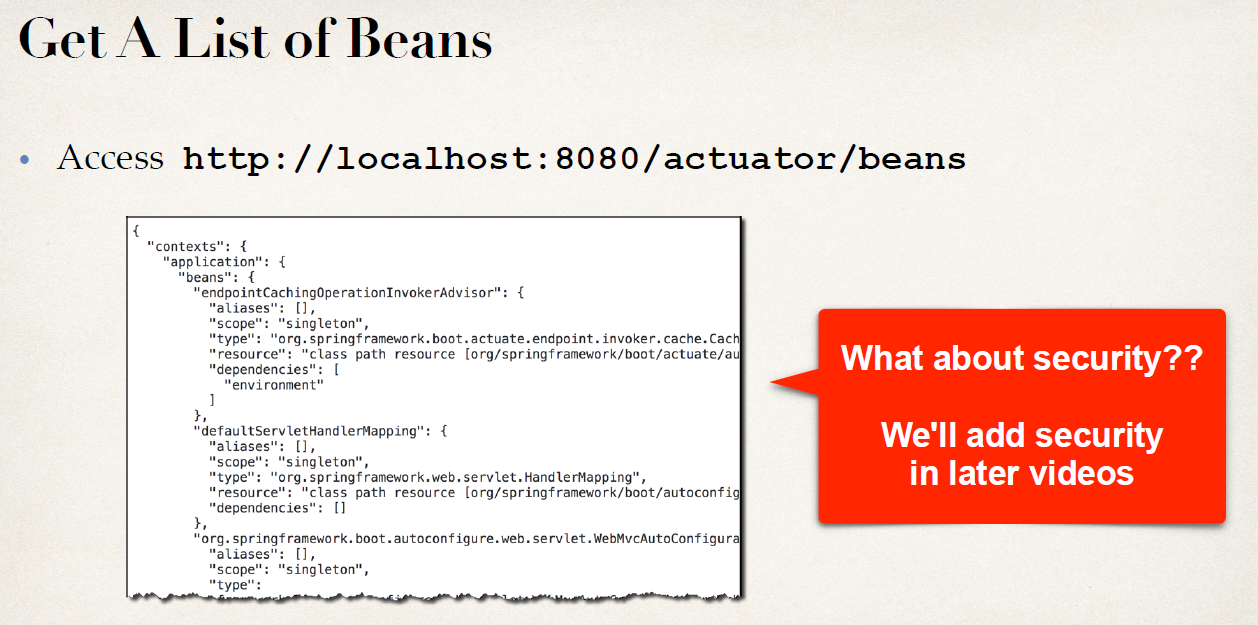 Get A List of Beans
• Access http://localhost:8080/actuator/beans
{
"contexts": {
"application": {
"beans": {
"endpointCachingOperationInvokerAdvisor": {
"aliases": [],
"scope": "singleton",
"type": "org.springframework.boot.actuate.endpoint.invoker.cache.Cach
"resource": "class path resource [org/springframework/boot/actuate/au
"dependencies": [
"environment"
]
},
"defaultServletHandlerMapping": {
"aliases": [],
"scope": "singleton",
"type": "org.springframework.web.servlet.HandlerMapping",
"resource": "class path resource [org/springframework/boot/autoconfig
"dependencies": []
},
"org.springframework.boot.autoconfigure.web.servlet.WebMvcAutoConfigura
"aliases": [],
"scope": "singleton",
"type":
What about security??
We'll add security
in later videos